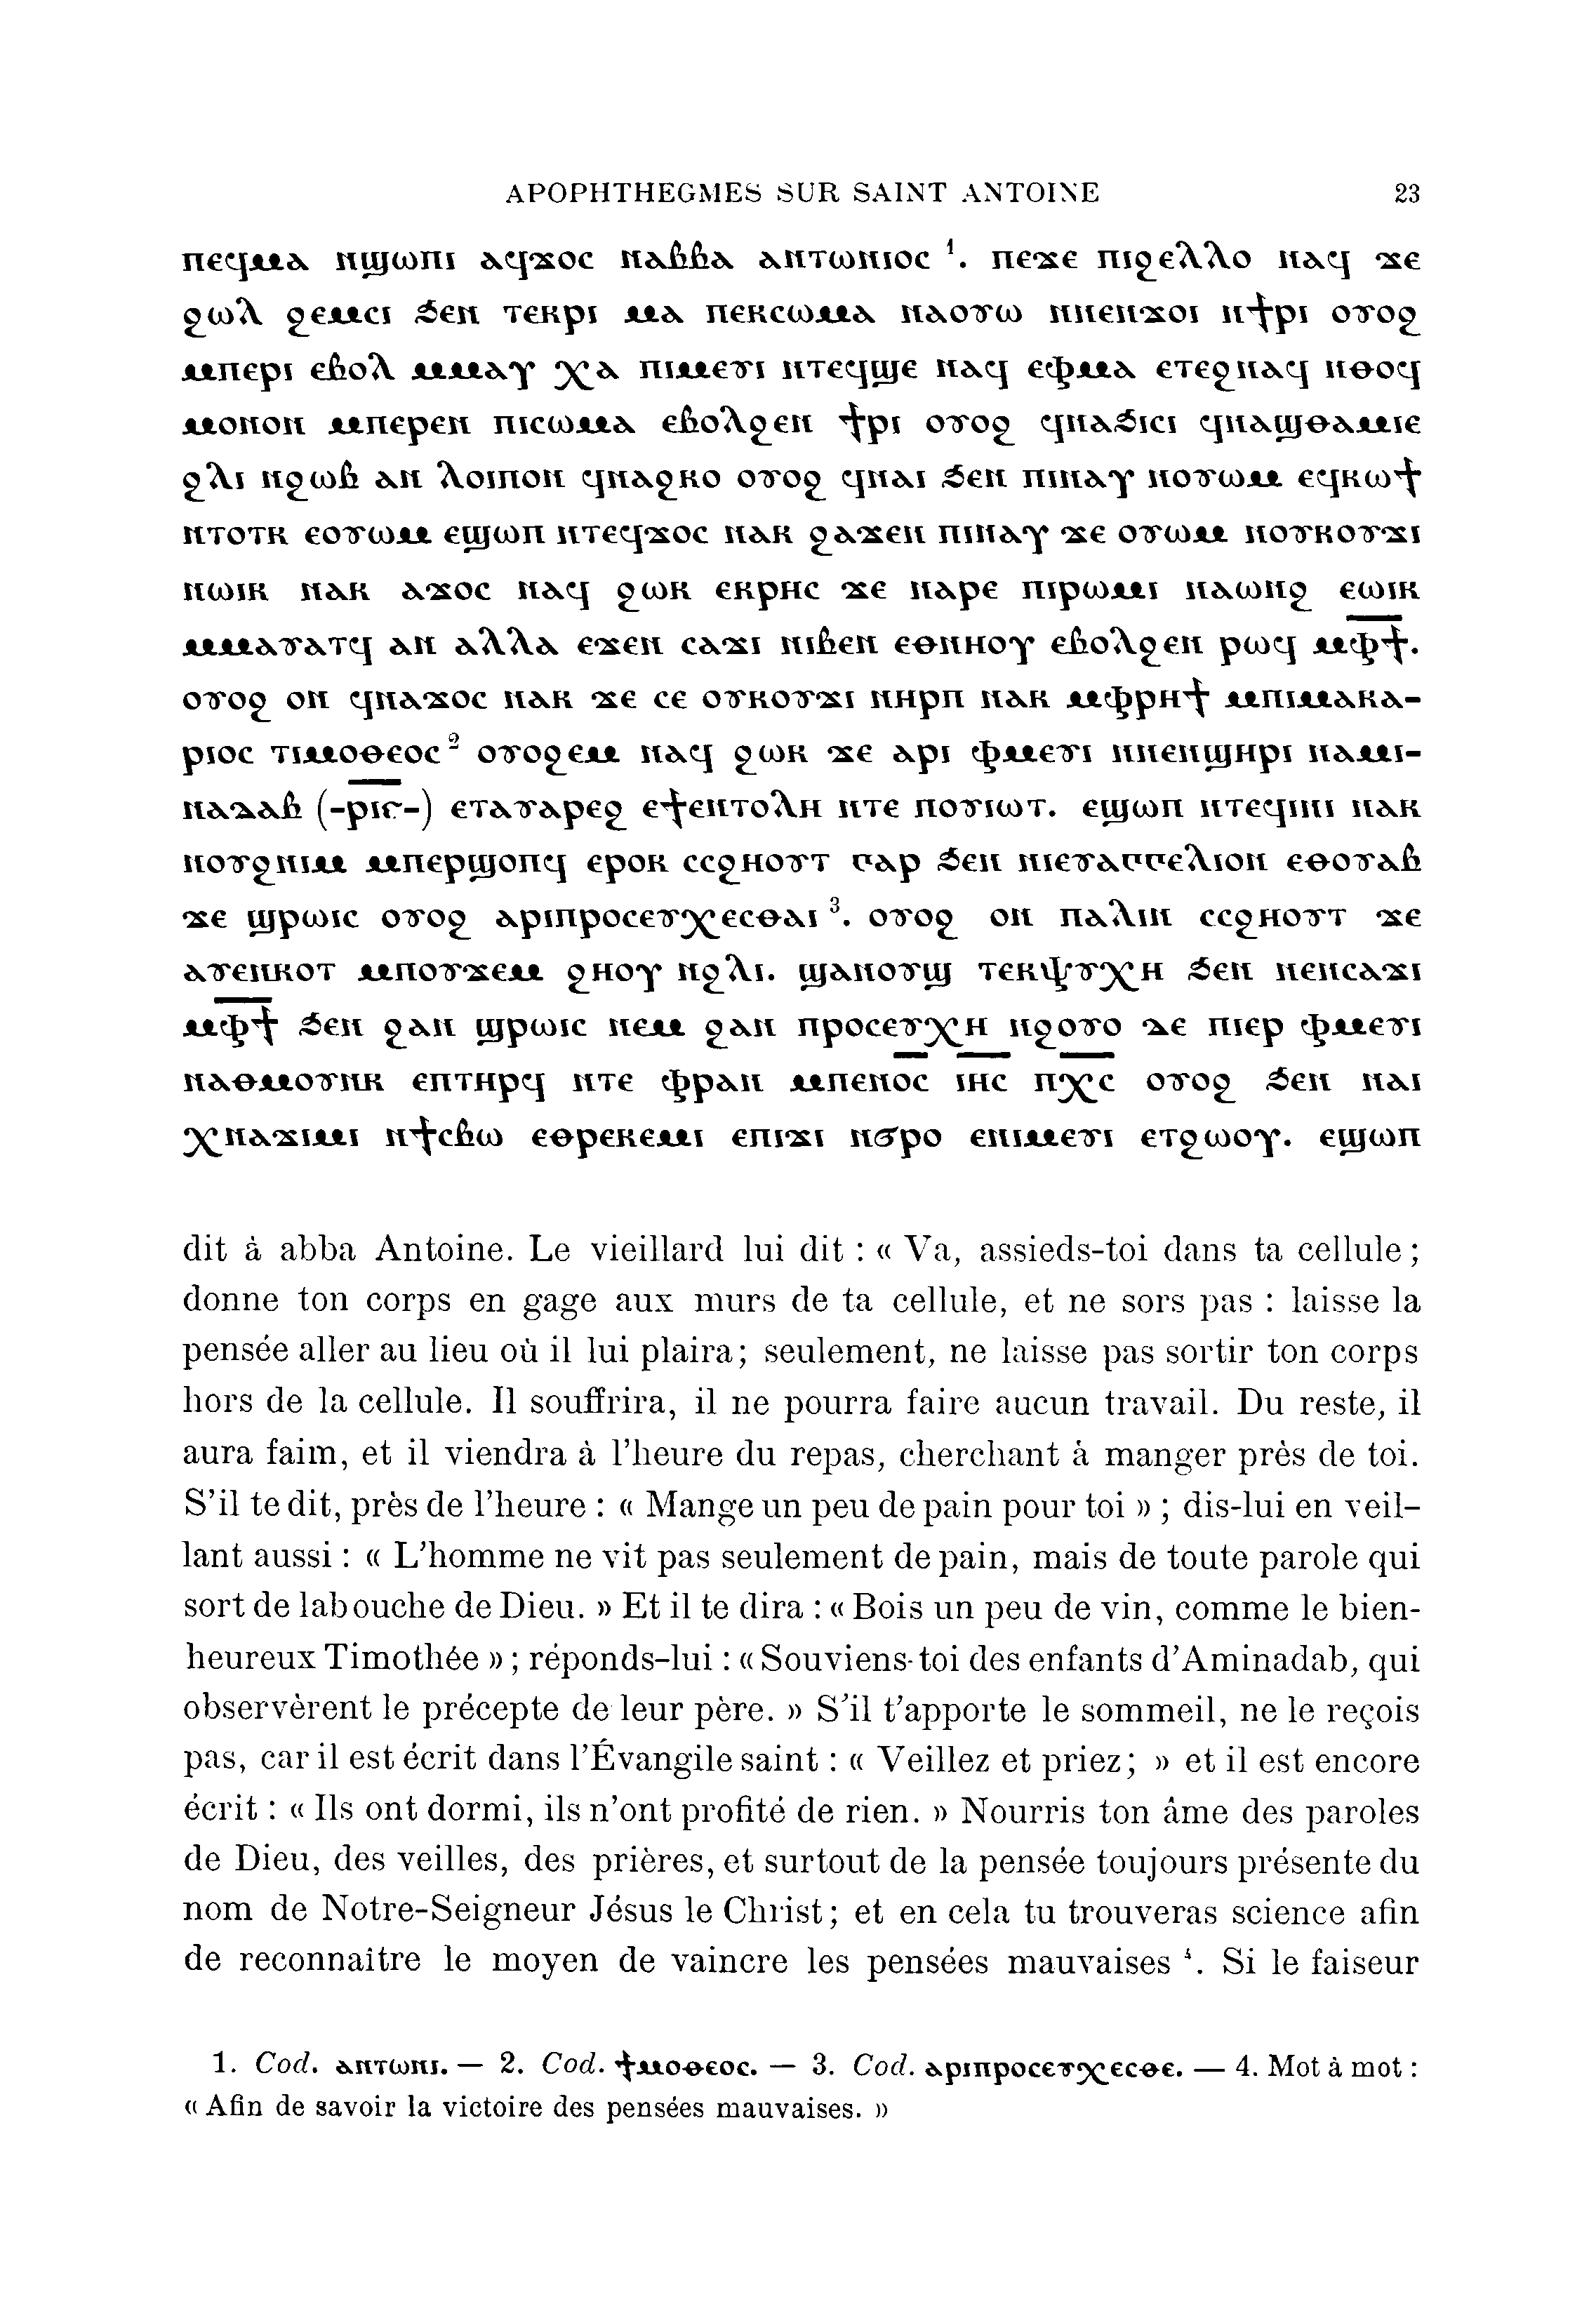 APOPHTHEGMES SUR SAINT ANTOINE 23
ⲡⲉϥⲙⲁ ⲛϣⲱⲡⲓ ⲁϥϫⲟⲥ ⲛⲁⲃⲃⲁ ⲁⲛⲧⲱⲛⲓⲟⲥ ¹. ⲡⲉϫⲉ ⲡⲓϩⲉⲗⲗⲟ ⲛⲁϥ ϫⲉ
ϩⲱⲗ ϩⲉⲙⲥⲓ ϧⲉⲛ ⲧⲉⲕⲣⲓ ⲙⲁ ⲡⲉⲕⲥⲱⲙⲁ ⲛⲁⲟⲩⲱ ⲛⲛⲉⲛϫⲟⲓ ⲛϯⲣⲓ ⲟⲩⲟϩ
ⲙⲡⲉⲣⲓ ⲉⲃⲟⲗ ⲙⲙⲁⲩ ⲭⲁ ⲡⲓⲙⲉⲩⲓ ⲛⲧⲉϥϣⲉ ⲛⲁϥ ⲉⲫⲙⲁ ⲉⲧⲉϩⲛⲁϥ ⲛⲑⲟϥ
ⲙⲟⲛⲟⲛ ⲙⲡⲉⲣⲉⲛ ⲡⲓⲥⲱⲙⲁ ⲉⲃⲟⲗϩⲉⲛ ϯⲣⲓ ⲟⲩⲟϩ ϥⲛⲁϧⲓⲥⲓ ϥⲛⲁϣⲑⲁⲙⲓⲉ
ϩⲗⲓ ⲛϩⲱⲃ ⲁⲛ ⲗⲟⲓⲡⲟⲛ ϥⲛⲁϩⲕⲟ ⲟⲩⲟϩ ϥⲛⲁⲓ ϧⲉⲛ ⲡⲓⲛⲁⲩ ⲛⲟⲩⲱⲙ ⲉϥⲕⲱϯ
ⲛⲧⲟⲧⲕ ⲉⲟⲩⲱⲙ ⲉϣⲱⲡ ⲛⲧⲉϥϫⲟⲥ ⲛⲁⲕ ϩⲁϫⲉⲛ ⲡⲓⲛⲁⲩ ϫⲉ ⲟⲩⲱⲙ ⲛⲟⲩⲕⲟⲩϫⲓ
ⲛⲱⲓⲕ ⲛⲁⲕ ⲁϫⲟⲥ ⲛⲁϥ ϩⲱⲕ ⲉⲕⲣⲏⲥ ϫⲉ ⲛⲁⲣⲉ ⲡⲓⲣⲱⲙⲓ ⲛⲁⲱⲛϩ ⲉⲱⲓⲕ
ⲙⲙⲁⲩⲁⲧϥ ⲁⲛ ⲁⲗⲗⲁ ⲉϫⲉⲛ ⲥⲁϫⲓ ⲛⲓⲃⲉⲛ ⲉⲑⲛⲏⲟⲩ ⲉⲃⲟⲗϩⲉⲛ ⲣⲱϥ ⲙⲫ̅ϯ̅.
ⲟⲩⲟϩ ⲟⲛ ϥⲛⲁϫⲟⲥ ⲛⲁⲕ ϫⲉ ⲥⲉ ⲟⲩⲕⲟⲩϫⲓ ⲛⲏⲣⲡ ⲛⲁⲕ ⲙⲫⲣⲏϯ ⲙⲡⲓⲙⲁⲕⲁ-
ⲣⲓⲟⲥ ⲧⲓⲙⲟⲑⲉⲟⲥ ² ⲟⲩⲟϩⲉⲙ ⲛⲁϥ ϩⲱⲕ ϫⲉ ⲁⲣⲓ ⲫⲙⲉⲩⲓ ⲛⲛⲉⲛϣⲏⲣⲓ ⲛⲁⲙⲓ-
ⲛⲁⲇⲁⲃ (-ⲣ̅ⲓ̅ⲅ̅-) ⲉⲧⲁⲩⲁⲣⲉϩ ⲉϯⲉⲛⲧⲟⲗⲏ ⲛⲧⲉ ⲡⲟⲩⲓⲱⲧ. ⲉϣⲱⲡ ⲛⲧⲉϥⲓⲛⲓ ⲛⲁⲕ
ⲛⲟⲩϩⲛⲓⲙ ⲙⲡⲉⲣϣⲟⲡϥ ⲉⲣⲟⲕ ⲥⲥϩⲏⲟⲩⲧ ⲅⲁⲣ ϧⲉⲛ ⲡⲓⲉⲩⲁⲅⲅⲉⲗⲓⲟⲛ ⲉⲑⲟⲩⲁⲃ
ϫⲉ ϣⲣⲱⲓⲥ ⲟⲩⲟϩ ⲁⲣⲓⲡⲣⲟⲥⲉⲩⲭⲉⲥⲑⲁⲓ ³. ⲟⲩⲟϩ ⲟⲛ ⲡⲁⲗⲓⲛ ⲥⲥϩⲏⲟⲩⲧ ϫⲉ
ⲁⲩⲉⲛⲕⲟⲧ ⲙⲡⲟⲩϫⲉⲙ ϩⲏⲟⲩ ⲛϩⲗⲓ. ϣⲁⲛⲟⲩϣ ⲧⲉⲕⲯⲩⲭⲏ ϧⲉⲛ ⲛⲉⲛⲥⲁϫⲓ
ⲙⲫ̅ϯ̅ ϧⲉⲛ ϩⲁⲛ ϣⲣⲱⲓⲥ ⲛⲉⲙ ϩⲁⲛ ⲡⲣⲟⲥⲉⲩⲭⲏ ⲛϩⲟⲩⲟ ⲇⲉ ⲡⲓⲉⲣ ⲫⲙⲉⲩⲓ
ⲛⲁⲑⲙⲟⲩⲛⲕ ⲉⲡⲧⲏⲣϥ ⲛⲧⲉ ⲫⲣⲁⲛ ⲙⲡⲉⲛⲟ̅ⲥ̅ ⲓ̅ⲏ̅ⲥ̅ ⲡⲭ̅ⲥ̅ ⲟⲩⲟϩ ϧⲉⲛ ⲛⲁⲓ
ⲭⲛⲁϫⲓⲙⲓ ⲛϯⲥⲃⲱ ⲉⲑⲣⲉⲕⲉⲙⲓ ⲉⲡⲓϫⲓ ⲛϭⲣⲟ ⲉⲛⲓⲙⲉⲩⲓ ⲉⲧϩⲱⲟⲩ. ⲉϣⲱⲡ
dit à abba Antoine. Le vieillard lui dit : « Va, assieds-toi dans ta cellule ;
donne ton corps en gage aux murs de ta cellule, et ne sors pas : laisse la
pensée aller au lieu où il lui plaira; seulement, ne laisse pas sortir ton corps
hors de la cellule. Il souffrira, il ne pourra faire aucun travail. Du reste, il
aura faim, et il viendra à l'heure du repas, cherchant à manger près de toi.
S'il te dit, près de l'heure : « Mange un peu de pain pour toi » ; dis-lui en veil-
lant aussi : « L'homme ne vit pas seulement de pain, mais de toute parole qui
sort de la bouche de Dieu. » Et il te dira : « Bois un peu de vin, comme le bien-
heureux Timothée » ; réponds-lui : « Souviens-toi des enfants d'Aminadab, qui
observèrent le précepte de leur père. » S'il t'apporte le sommeil, ne le reçois
pas, car il est écrit dans l'Évangile saint : « Veillez et priez; » et il est encore
écrit : « Ils ont dormi, ils n'ont profité de rien. » Nourris ton âme des paroles
de Dieu, des veilles, des prières, et surtout de la pensée toujours présente du
nom de Notre-Seigneur Jésus le Christ; et en cela tu trouveras science afin
de reconnaitre le moyen de vaincre les pensées mauvaises ⁴. Si le faiseur
1. Cod. ⲁⲛⲧⲱⲛⲓ. — 2. Cod. ϯⲙⲟⲑⲉⲟⲥ. — 3. Cod. ⲁⲣⲓⲡⲣⲟⲥⲉⲩⲭⲉⲥⲑⲉ. — 4. Mot à mot :
« Afin de savoir la victoire des pensées mauvaises. »